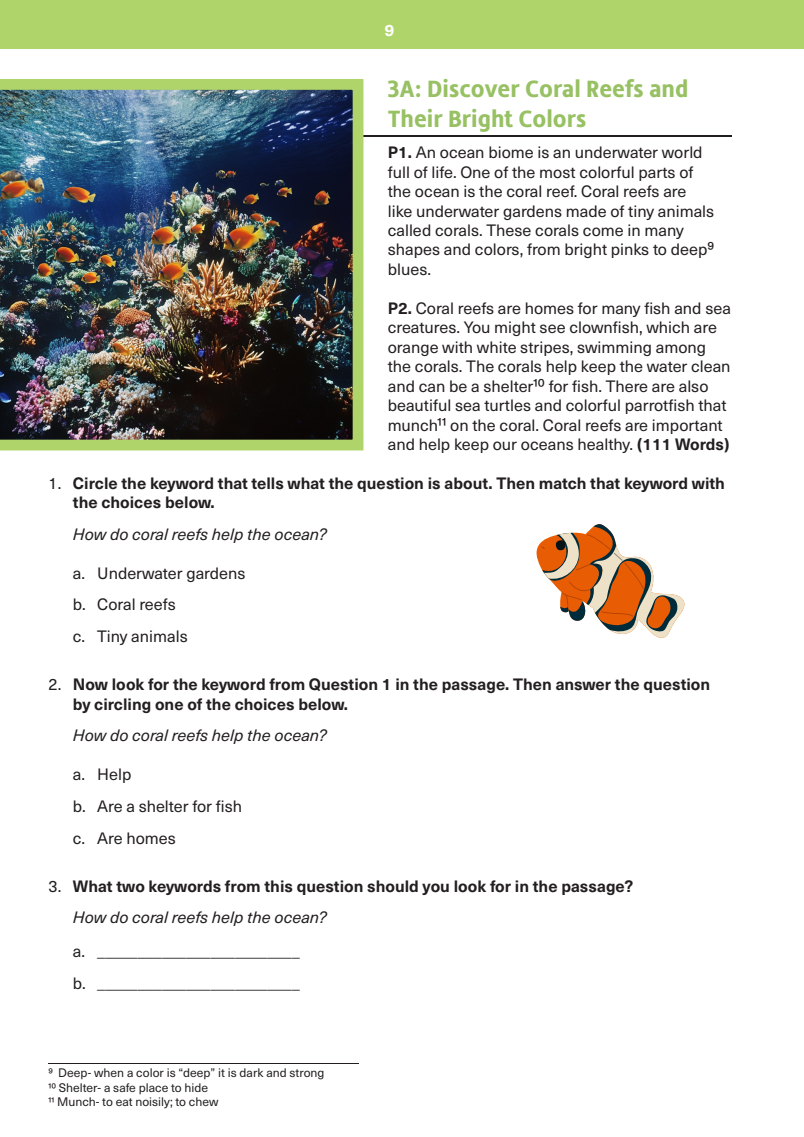 9
3A: Discover Coral Reefs and
Their Bright Colors
P1. An ocean biome is an underwater world
full of life. One of the most colorful parts of
the ocean is the coral reef. Coral reefs are
like underwater gardens made of tiny animals
called corals. These corals come in many
shapes and colors, from bright pinks to deep⁹
blues.
P2. Coral reefs are homes for many fish and sea
creatures. You might see clownfish, which are
orange with white stripes, swimming among
the corals. The corals help keep the water clean
and can be a shelter¹⁰ for fish. There are also
beautiful sea turtles and colorful parrotfish that
munch¹¹ on the coral. Coral reefs are important
and help keep our oceans healthy. (111 Words)
1. Circle the keyword that tells what the question is about. Then match that keyword with
the choices below.
How do coral reefs help the ocean?
a. Underwater gardens
b. Coral reefs
c. Tiny animals
2. Now look for the keyword from Question 1 in the passage. Then answer the question
by circling one of the choices below.
How do coral reefs help the ocean?
a. Help
b. Are a shelter for fish
c. Are homes
3. What two keywords from this question should you look for in the passage?
How do coral reefs help the ocean?
a. _________________________
b. _________________________
⁹ Deep- when a color is “deep” it is dark and strong
¹⁰ Shelter- a safe place to hide
¹¹ Munch- to eat noisily; to chew